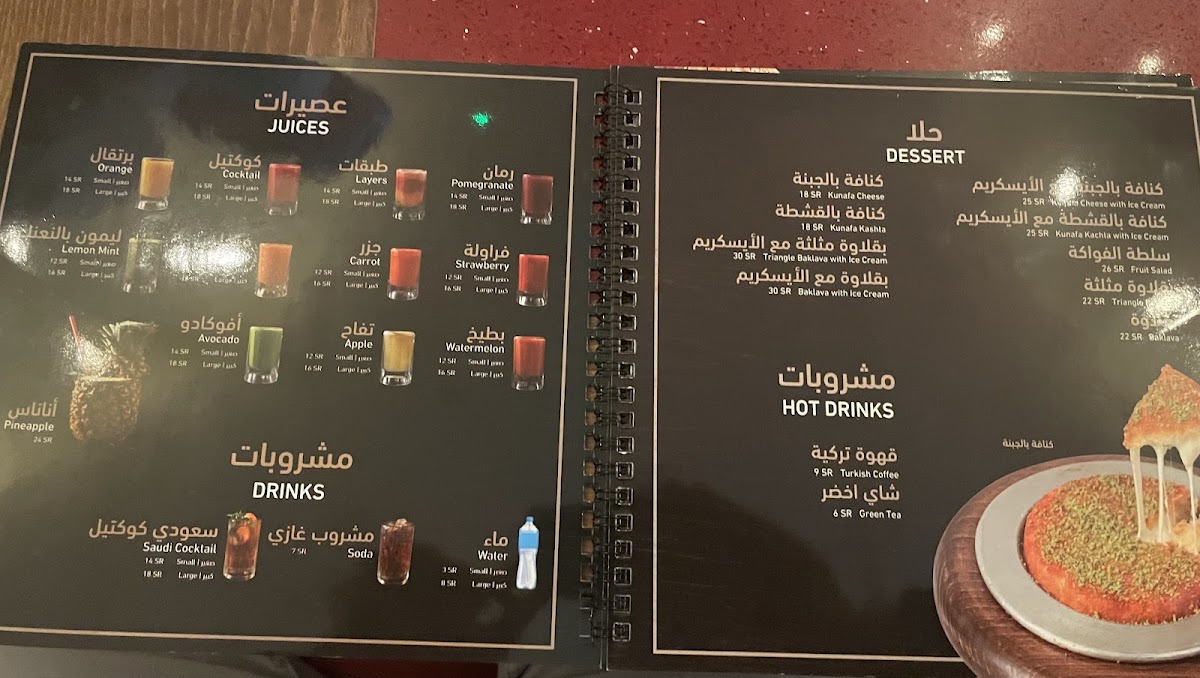 عصيرات
JUICES
برتقال
Orange
14 SR Small | صغير
18 SR Large | كبير
كوكتيل
Cocktail
14 SR Small | صغير
18 SR Large | كبير
طبقات
Layers
14 SR Small | صغير
18 SR Large | كبير
رمان
Pomegranate
14 SR Small | صغير
18 SR Large | كبير
ليمون بالنعناع
Lemon Mint
12 SR Small | صغير
16 SR Large | كبير
جزر
Carrot
12 SR Small | صغير
16 SR Large | كبير
فراولة
Strawberry
12 SR Small | صغير
16 SR Large | كبير
أناناس
Pineapple
24 SR
أفوكادو
Avocado
14 SR Small | صغير
18 SR Large | كبير
تفاح
Apple
12 SR Small | صغير
16 SR Large | كبير
بطيخ
Watermelon
12 SR Small | صغير
16 SR Large | كبير
مشروبات
DRINKS
سعودي كوكتيل
Saudi Cocktail
14 SR Small | صغير
18 SR Large | كبير
مشروب غازي
Soda
7 SR
ماء
Water
3 SR Small | صغير
8 SR Large | كبير
حلا
DESSERT
كنافة بالجبنة
18 SR Kunafa Cheese
كنافة بالقشطة
18 SR Kunafa Kashta
بقلاوة مثلثة مع الأيسكريم
30 SR Triangle Baklava with Ice Cream
بقلاوة مع الأيسكريم
30 SR Baklava with Ice Cream
كنافة بالجبنة مع الأيسكريم
25 SR Kunafa Cheese with Ice Cream
كنافة بالقشطة مع الأيسكريم
25 SR Kunafa Kachta with Ice Cream
سلطة الفواكة
26 SR Fruit Salad
بقلاوة مثلثة
22 SR Triangle
22 SR Baklava
مشروبات
HOT DRINKS
قهوة تركية
9 SR Turkish Coffee
شاي اخضر
6 SR Green Tea
كنافة بالجبنة